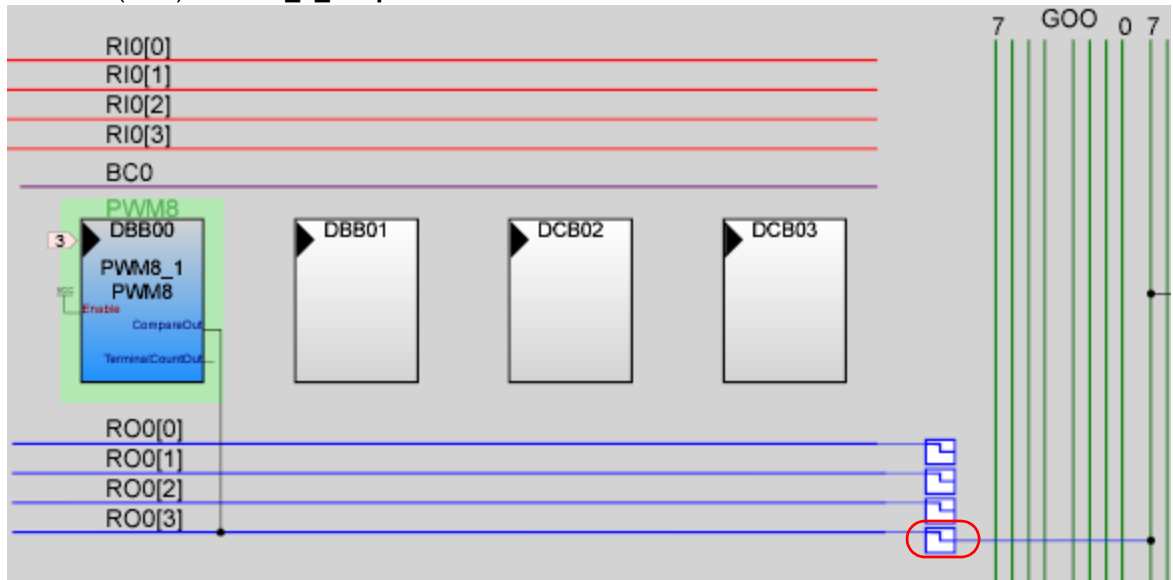 7 GOO 0 7
RI0[0]
RI0[1]
RI0[2]
RI0[3]
BC0
PWM8
DBB00
DBB01
DCB02
DCB03
3
PWM8_1
PWM8
Enable
CompareOut
TerminalCountOut
RO0[0]
RO0[1]
RO0[2]
RO0[3]